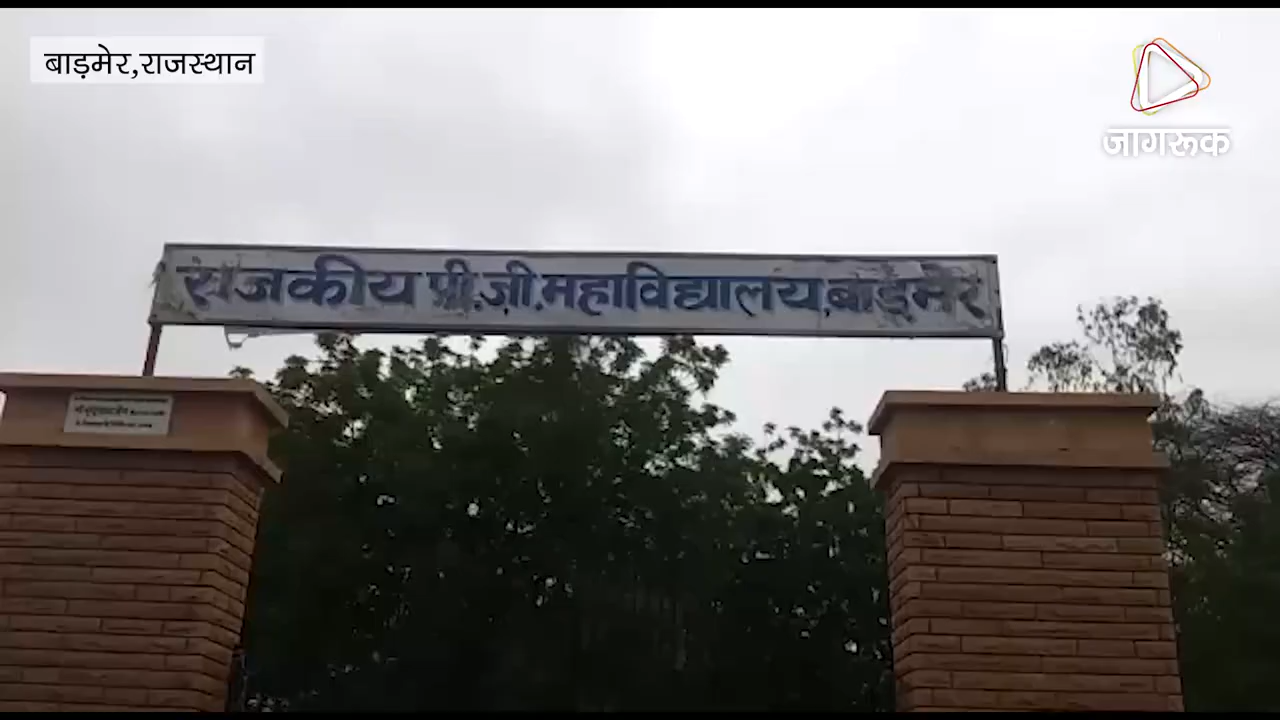 बाड़मेर,राजस्थान
जागरूक
राजकीय पी.जी.महाविद्यालय,बाड़मेर